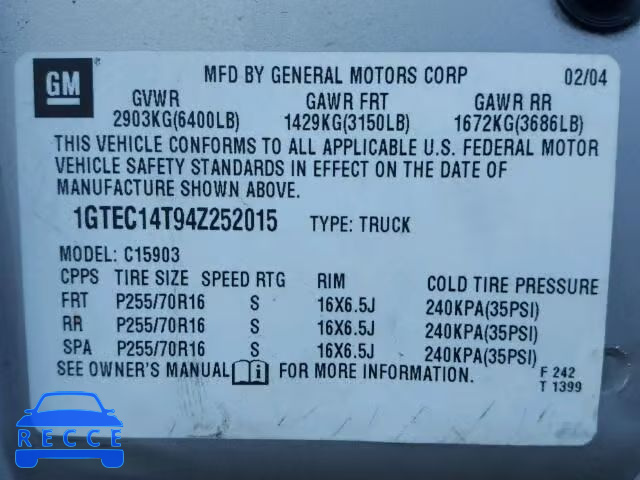 GM
MFD BY GENERAL MOTORS CORP 02/04
GVWR GAWR FRT GAWR RR
2903KG(6400LB) 1429KG(3150LB) 1672KG(3686LB)
THIS VEHICLE CONFORMS TO ALL APPLICABLE U.S. FEDERAL MOTOR
VEHICLE SAFETY STANDARDS IN EFFECT ON THE DATE OF
MANUFACTURE SHOWN ABOVE.
1GTEC14T94Z252015 TYPE: TRUCK
MODEL: C15903
CPPS TIRE SIZE SPEED RTG RIM COLD TIRE PRESSURE
FRT P255/70R16 S 16X6.5J 240KPA(35PSI)
RR P255/70R16 S 16X6.5J 240KPA(35PSI)
SPA P255/70R16 S 16X6.5J 240KPA(35PSI)
SEE OWNER'S MANUAL i FOR MORE INFORMATION.
F 242
T 1399
RECCE